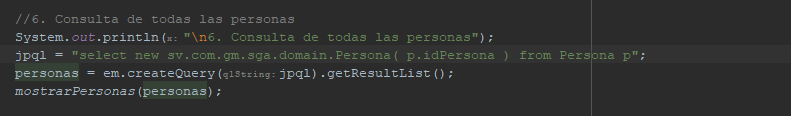 //6. Consulta de todas las personas
System.out.println(x: "\n6. Consulta de todas las personas");
jpql = "select new sv.com.gm.sga.domain.Persona( p.idPersona ) from Persona p";
personas = em.createQuery(qlString: jpql).getResultList();
mostrarPersonas(personas);